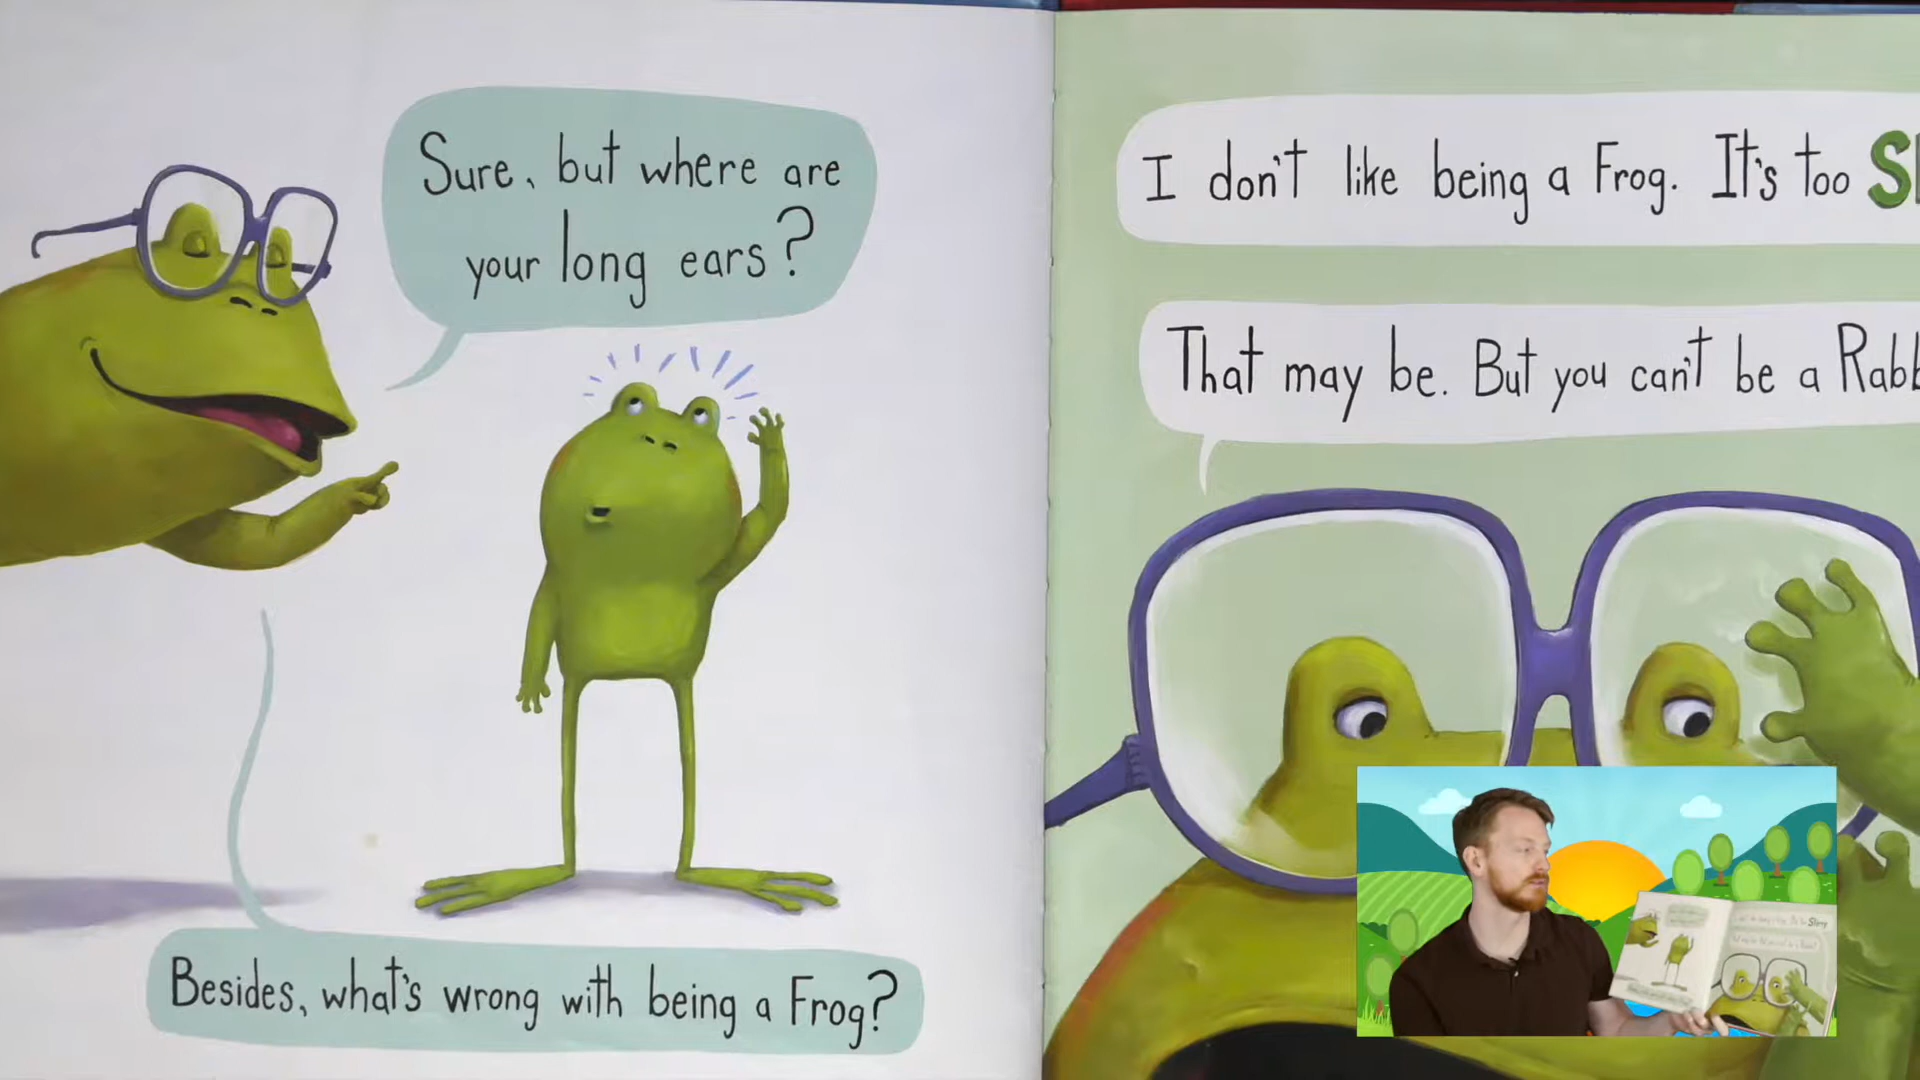 Sure, but where are
your long ears?
Besides, what's wrong with being a Frog?
I don't like being a Frog. It's too
That may be. But you can't be a